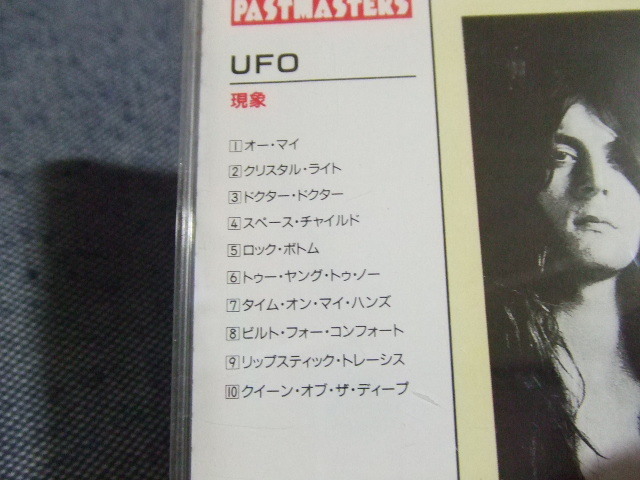 PASTMASTERS
UFO
現象
1 オー・マイ
2 クリスタル・ライト
3 ドクター・ドクター
4 スペース・チャイルド
5 ロック・ボトム
6 トゥー・ヤング・トゥ・ノー
7 タイム・オン・マイ・ハンズ
8 ビルト・フォー・コンフォート
9 リップスティック・トレーシス
10 クイーン・オブ・ザ・ディープ